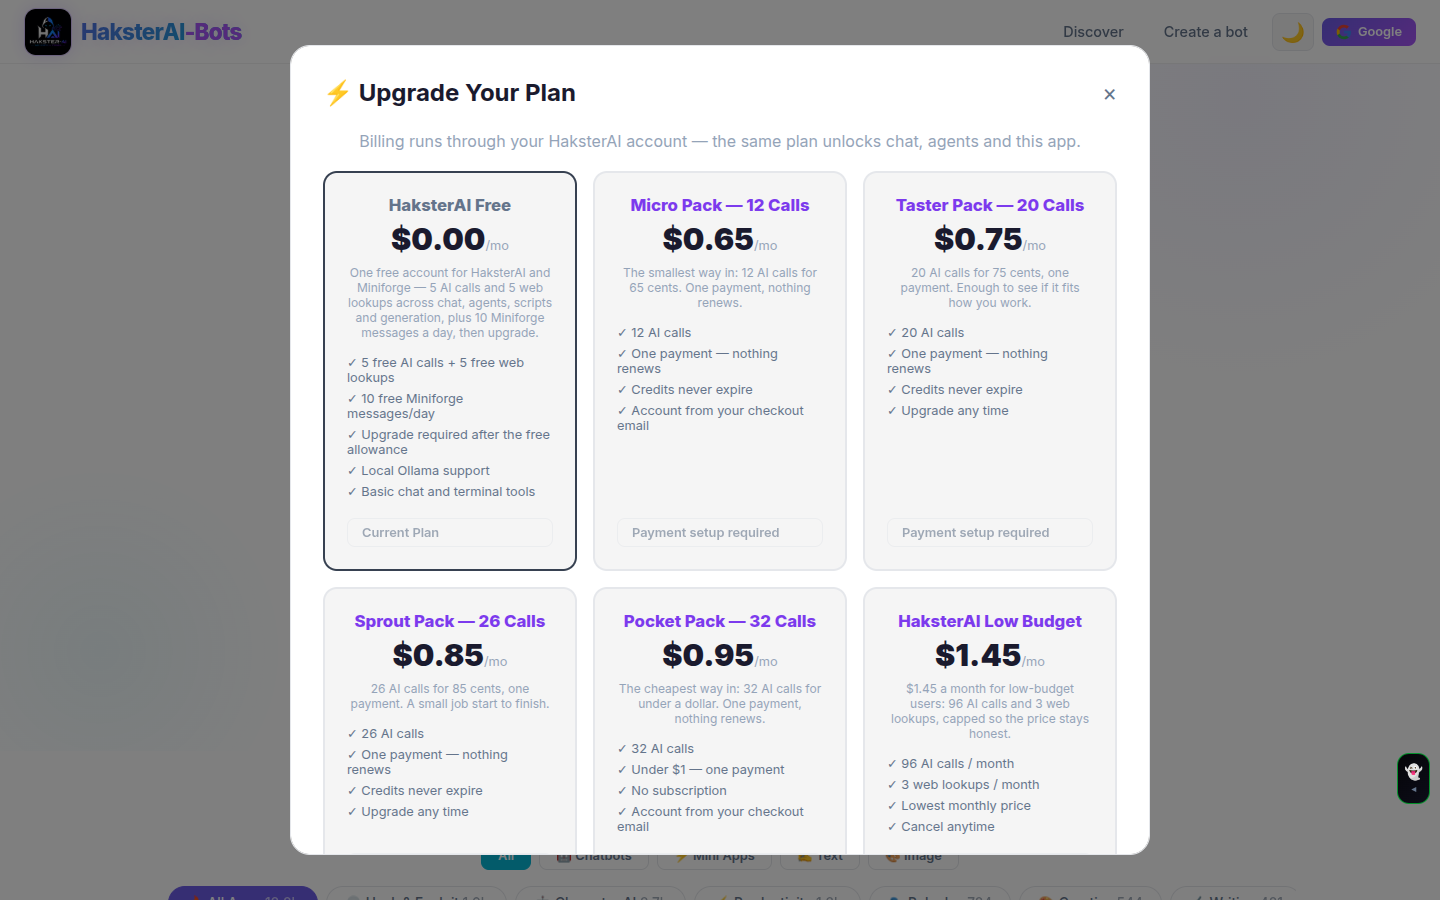 HAI
HAKSTERAI
HaksterAI-Bots
Discover
Create a bot
Google
⚡ Upgrade Your Plan
×
Billing runs through your HaksterAI account — the same plan unlocks chat, agents and this app.
HaksterAI Free
$0.00/mo
One free account for HaksterAI and
Miniforge — 5 AI calls and 5 web
lookups across chat, agents, scripts
and generation, plus 10 Miniforge
messages a day, then upgrade.
✓ 5 free AI calls + 5 free web
lookups
✓ 10 free Miniforge
messages/day
✓ Upgrade required after the free
allowance
✓ Local Ollama support
✓ Basic chat and terminal tools
Current Plan
Micro Pack — 12 Calls
$0.65/mo
The smallest way in: 12 AI calls for
65 cents. One payment, nothing
renews.
✓ 12 AI calls
✓ One payment — nothing
renews
✓ Credits never expire
✓ Account from your checkout
email
Payment setup required
Taster Pack — 20 Calls
$0.75/mo
20 AI calls for 75 cents, one
payment. Enough to see if it fits
how you work.
✓ 20 AI calls
✓ One payment — nothing
renews
✓ Credits never expire
✓ Upgrade any time
Payment setup required
Sprout Pack — 26 Calls
$0.85/mo
26 AI calls for 85 cents, one
payment. A small job start to finish.
✓ 26 AI calls
✓ One payment — nothing
renews
✓ Credits never expire
✓ Upgrade any time
Pocket Pack — 32 Calls
$0.95/mo
The cheapest way in: 32 AI calls for
under a dollar. One payment,
nothing renews.
✓ 32 AI calls
✓ Under $1 — one payment
✓ No subscription
✓ Account from your checkout
email
HaksterAI Low Budget
$1.45/mo
$1.45 a month for low-budget
users: 96 AI calls and 3 web
lookups, capped so the price stays
honest.
✓ 96 AI calls / month
✓ 3 web lookups / month
✓ Lowest monthly price
✓ Cancel anytime
All
Chatbots
Mini Apps
Text
Image